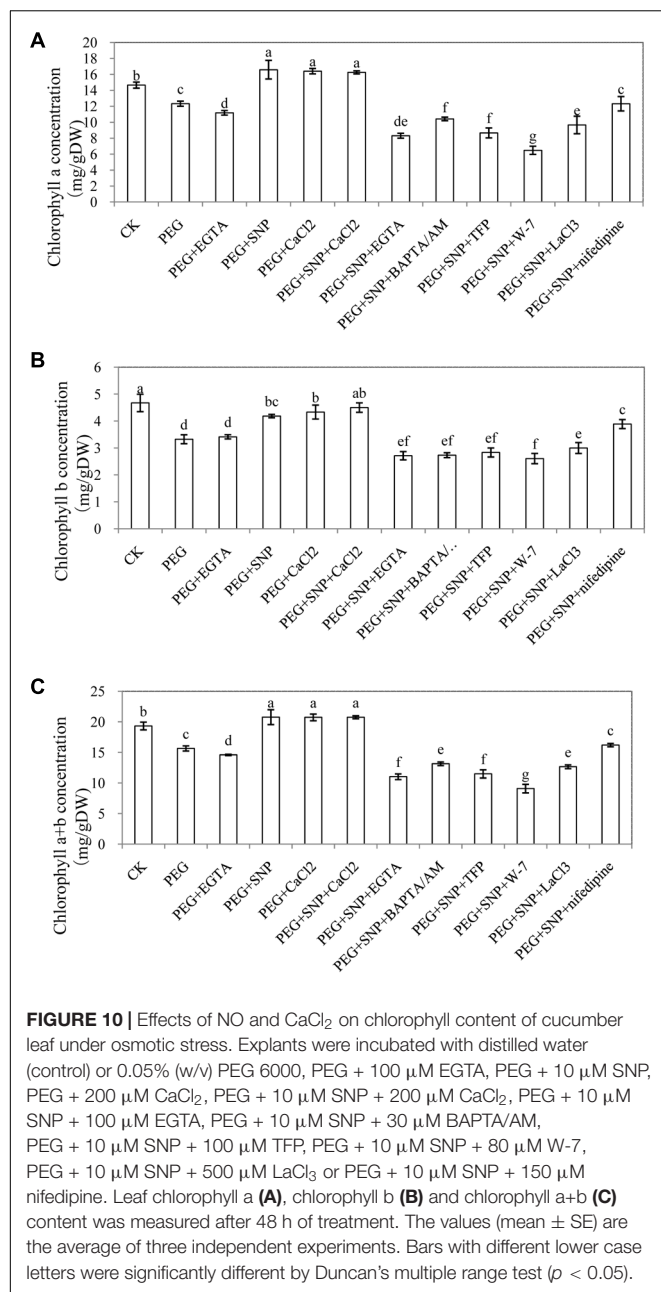 A
Chlorophyll a concentration
(mg/gDW)
20
18
16
14
12
10
8
6
4
2
0
b
c
d
a
a
a
de
f
f
g
e
c
CK
PEG
PEG+EGTA
PEG+SNP
PEG+CaCl2
PEG+SNP+CaCl2
PEG+SNP+EGTA
PEG+SNP+BAPTA/AM
PEG+SNP+TFP
PEG+SNP+W-7
PEG+SNP+LaCl3
PEG+SNP+nifedipine
B
Chlorophyll b concentration
(mg/gDW)
6
5
4
3
2
1
0
a
d
d
bc
b
ab
ef
ef
ef
f
e
c
CK
PEG
PEG+EGTA
PEG+SNP
PEG+CaCl2
PEG+SNP+CaCl2
PEG+SNP+EGTA
PEG+SNP+BAPTA/..
PEG+SNP+TFP
PEG+SNP+W-7
PEG+SNP+LaCl3
PEG+SNP+nifedipine
C
Chlorophyll a+b concentration
(mg/gDW)
25
20
15
10
5
0
b
c
d
a
a
a
f
e
f
g
e
c
CK
PEG
PEG+EGTA
PEG+SNP
PEG+CaCl2
PEG+SNP+CaCl2
PEG+SNP+EGTA
PEG+SNP+BAPTA/AM
PEG+SNP+TFP
PEG+SNP+W-7
PEG+SNP+LaCl3
PEG+SNP+nifedipine
FIGURE 10 | Effects of NO and CaCl₂ on chlorophyll content of cucumber
leaf under osmotic stress. Explants were incubated with distilled water
(control) or 0.05% (w/v) PEG 6000, PEG + 100 μM EGTA, PEG + 10 μM SNP,
PEG + 200 μM CaCl₂, PEG + 10 μM SNP + 200 μM CaCl₂, PEG + 10 μM
SNP + 100 μM EGTA, PEG + 10 μM SNP + 30 μM BAPTA/AM,
PEG + 10 μM SNP + 100 μM TFP, PEG + 10 μM SNP + 80 μM W-7,
PEG + 10 μM SNP + 500 μM LaCl₃ or PEG + 10 μM SNP + 150 μM
nifedipine. Leaf chlorophyll a (A), chlorophyll b (B) and chlorophyll a+b (C)
content was measured after 48 h of treatment. The values (mean ± SE) are
the average of three independent experiments. Bars with different lower case
letters were significantly different by Duncan's multiple range test (p < 0.05).